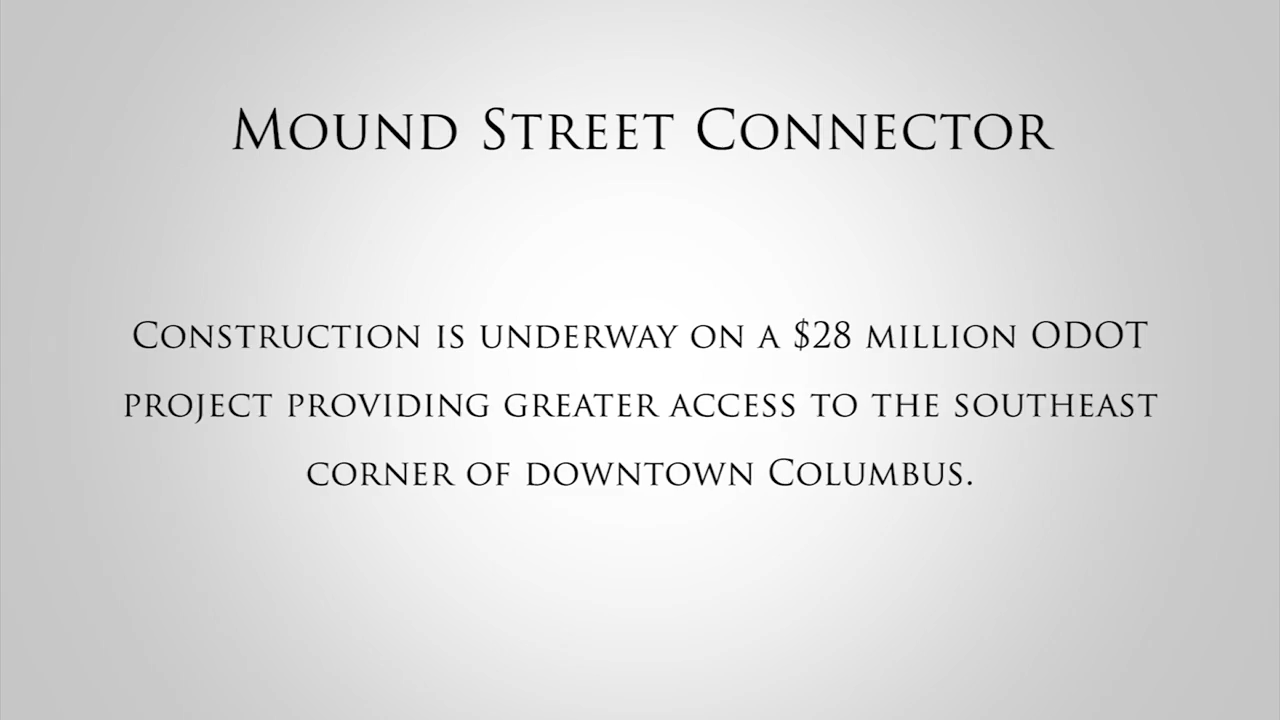 Mound Street Connector
Construction is underway on a $28 million ODOT
project providing greater access to the southeast
corner of downtown Columbus.